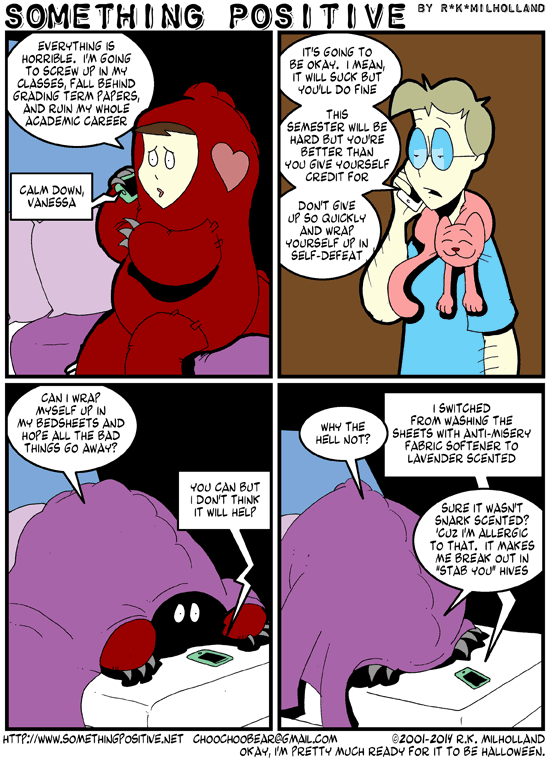 SOMETHING POSITIVE BY R*K*MILHOLLAND
EVERYTHING IS
HORRIBLE. I'M GOING
TO SCREW UP IN MY
CLASSES, FALL BEHIND
GRADING TERM PAPERS,
AND RUIN MY WHOLE
ACADEMIC CAREER
CALM DOWN,
VANESSA
IT'S GOING TO
BE OKAY. I MEAN,
IT WILL SUCK BUT
YOU'LL DO FINE
THIS
SEMESTER WILL BE
HARD BUT YOU'RE
BETTER THAN
YOU GIVE YOURSELF
CREDIT FOR
DON'T GIVE
UP SO QUICKLY
AND WRAP
YOURSELF UP IN
SELF-DEFEAT
CAN I WRAP
MYSELF UP IN
MY BEDSHEETS AND
HOPE ALL THE BAD
THINGS GO AWAY?
YOU CAN BUT
I DON'T THINK
IT WILL HELP
WHY THE
HELL NOT?
I SWITCHED
FROM WASHING THE
SHEETS WITH ANTI-MISERY
FABRIC SOFTENER TO
LAVENDER SCENTED
SURE IT WASN'T
SNARK SCENTED?
'CUZ I'M ALLERGIC
TO THAT. IT MAKES
ME BREAK OUT IN
"STAB YOU" HIVES
HTTP://WWW.SOMETHINGPOSITIVE.NET CHOOCHOOBEAR@GMAIL.COM ©2001-2014 R.K. MILHOLLAND
OKAY, I'M PRETTY MUCH READY FOR IT TO BE HALLOWEEN.